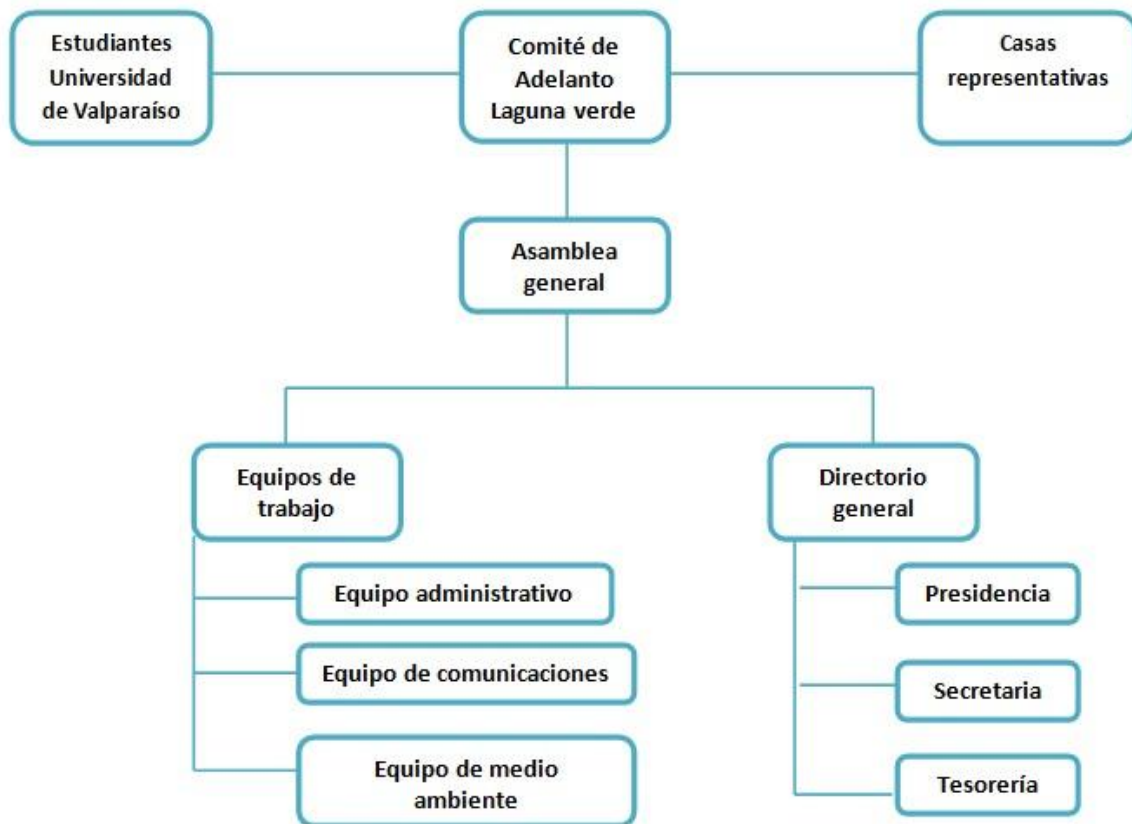 Estudiantes
Universidad
de Valparaíso
Comité de
Adelanto
Laguna verde
Casas
representativas
Asamblea
general
Equipos de
trabajo
Equipo administrativo
Equipo de comunicaciones
Equipo de medio
ambiente
Directorio
general
Presidencia
Secretaria
Tesorería